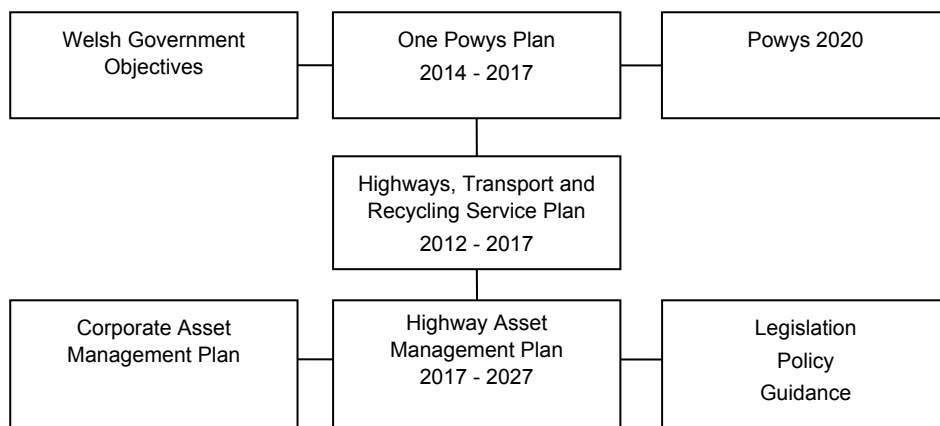 Welsh Government
Objectives
One Powys Plan
2014 - 2017
Powys 2020
Highways, Transport and
Recycling Service Plan
2012 - 2017
Corporate Asset
Management Plan
Highway Asset
Management Plan
2017 - 2027
Legislation
Policy
Guidance